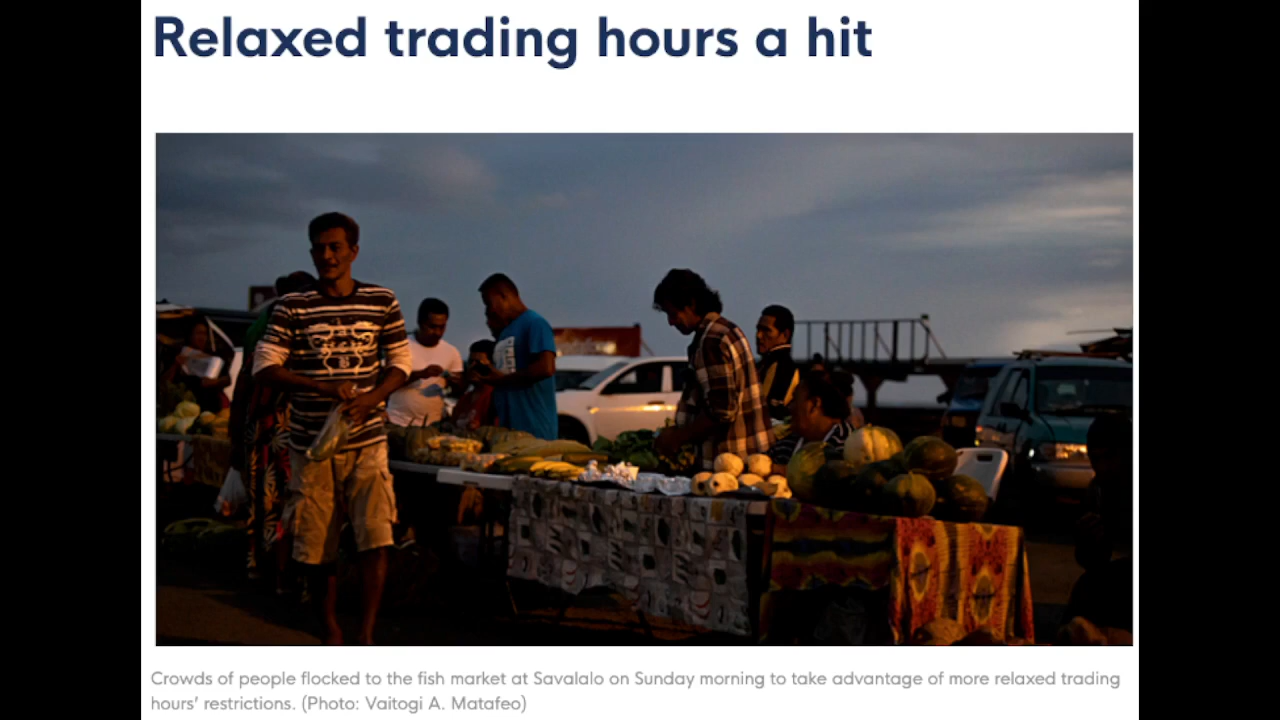 Relaxed trading hours a hit
Crowds of people flocked to the fish market at Savalalo on Sunday morning to take advantage of more relaxed trading
hours’ restrictions. (Photo: Vaitogi A. Matafeo)